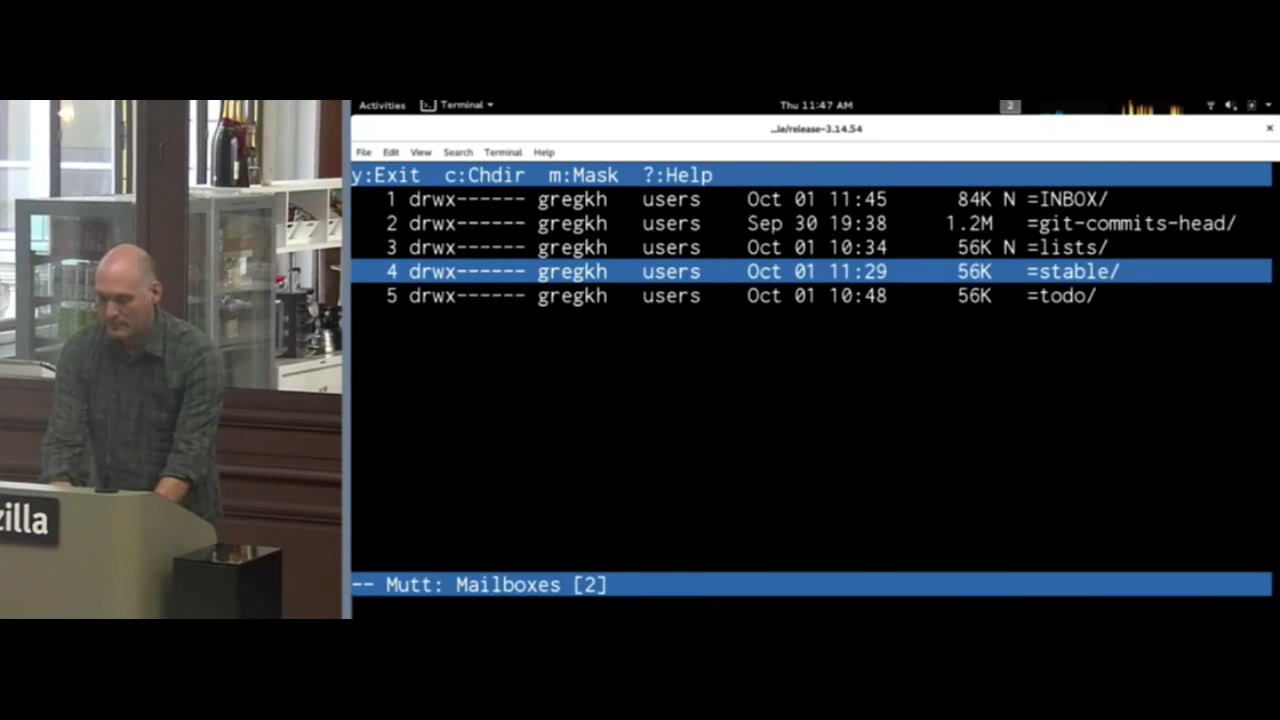 Activities Terminal Thu 11:47 AM 2
…ie/release-3.14.54 ×
File Edit View Search Terminal Help
y:Exit c:Chdir m:Mask ?:Help
1 drwx------ gregkh users Oct 01 11:45 84K N =INBOX/
2 drwx------ gregkh users Sep 30 19:38 1.2M =git-commits-head/
3 drwx------ gregkh users Oct 01 10:34 56K N =lists/
4 drwx------ gregkh users Oct 01 11:29 56K =stable/
5 drwx------ gregkh users Oct 01 10:48 56K =todo/
zilla
-- Mutt: Mailboxes [2]